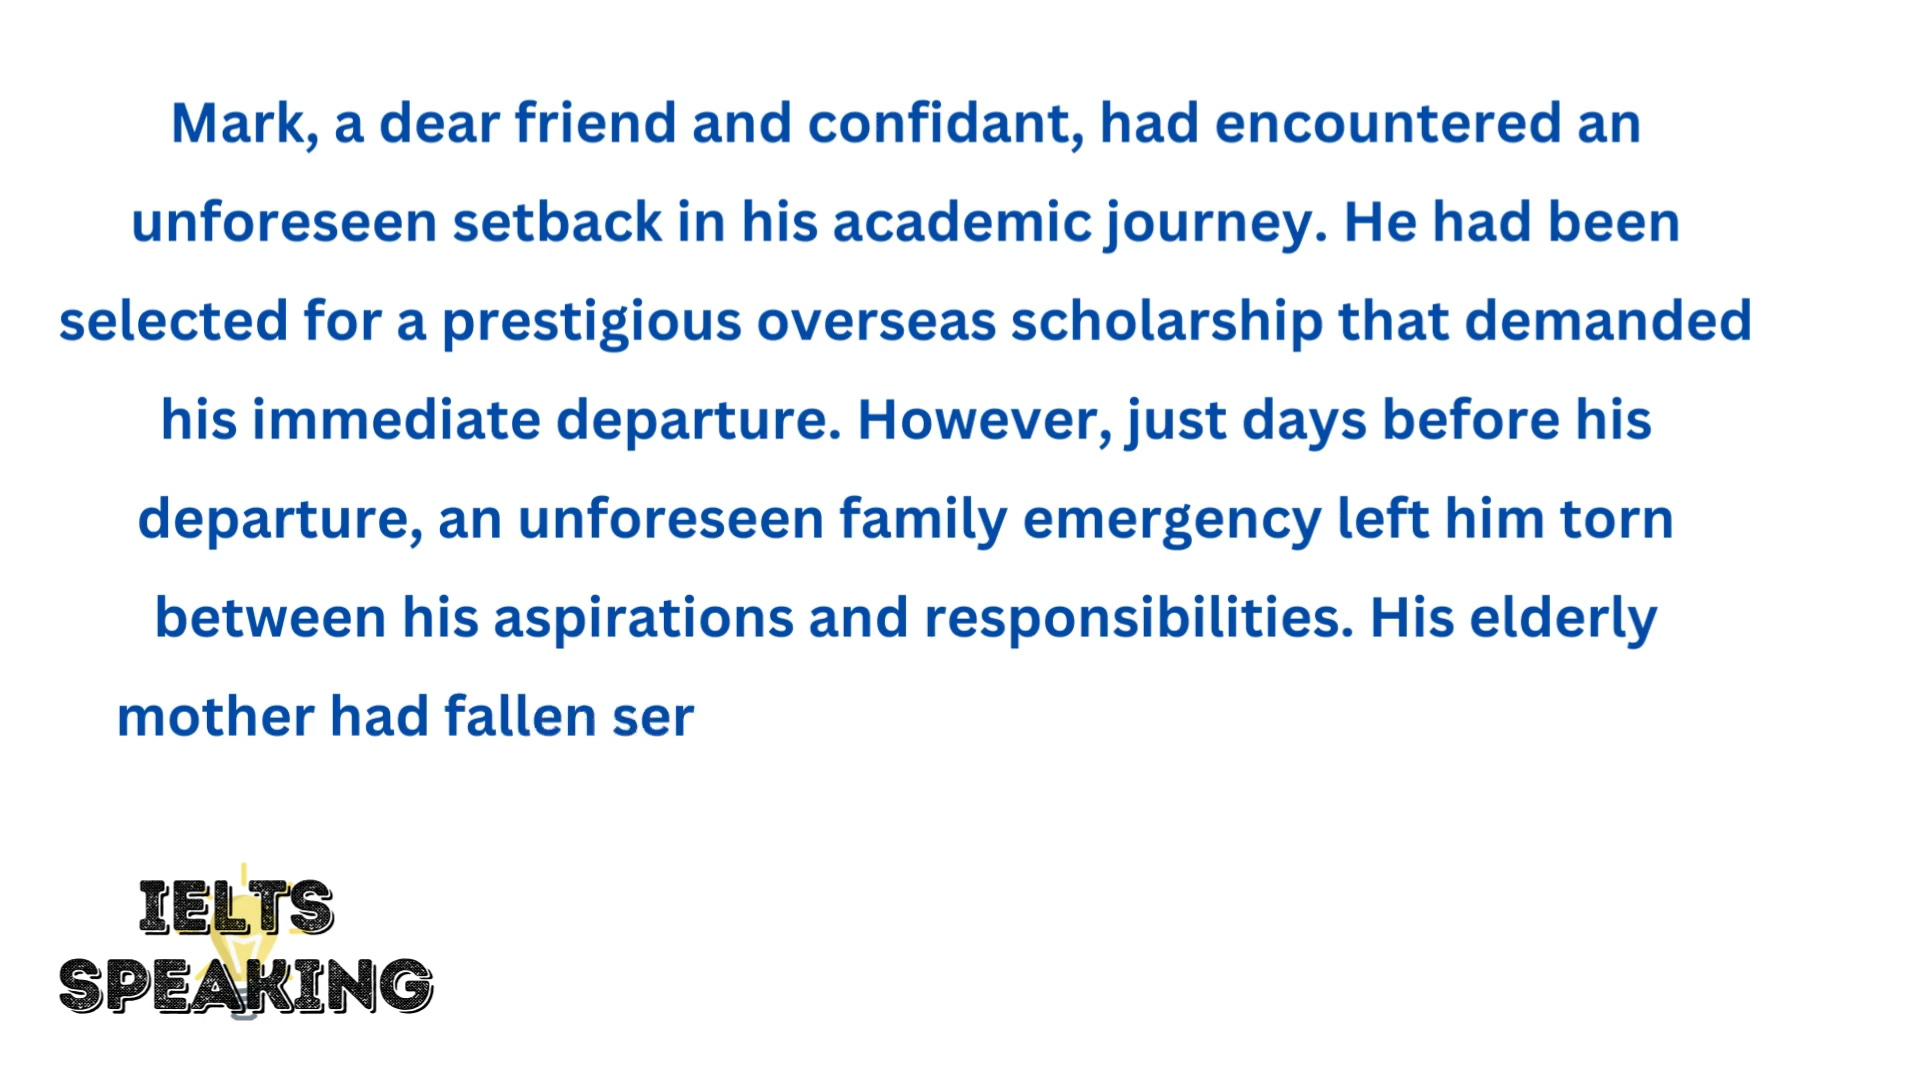 Mark, a dear friend and confidant, had encountered an
unforeseen setback in his academic journey. He had been
selected for a prestigious overseas scholarship that demanded
his immediate departure. However, just days before his
departure, an unforeseen family emergency left him torn
between his aspirations and responsibilities. His elderly
mother had fallen ser
IELTS
SPEAKING